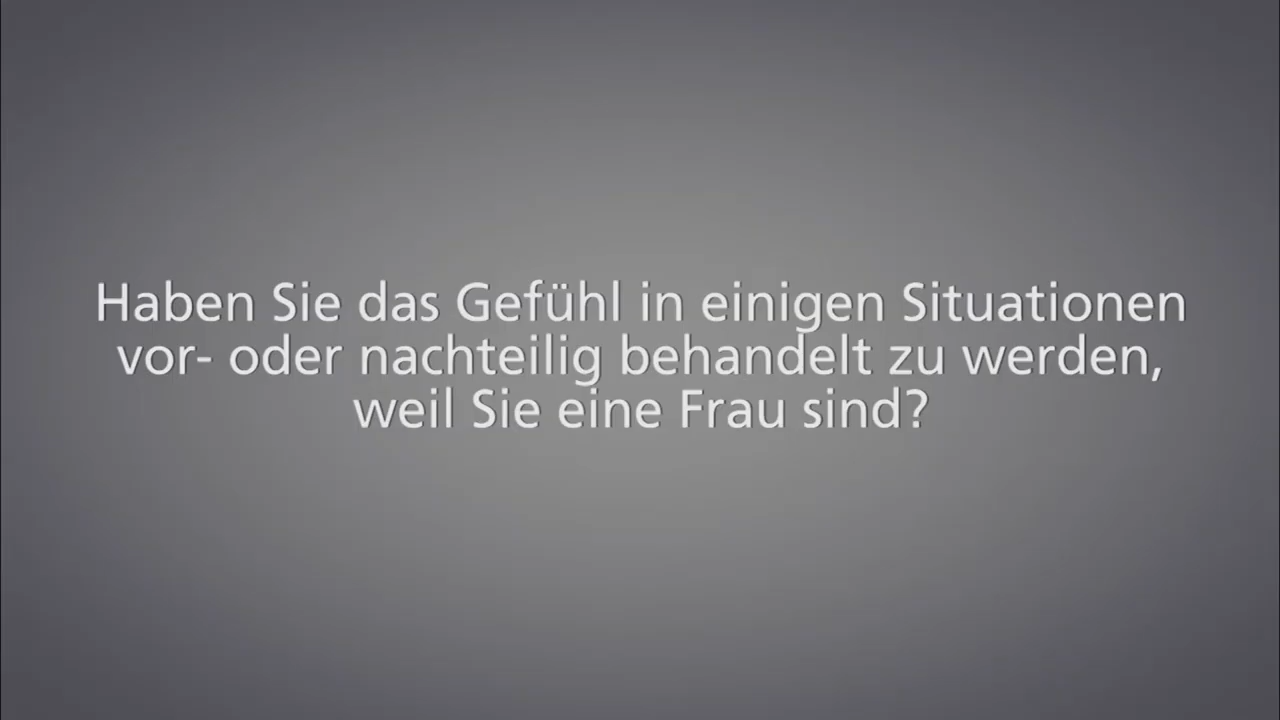 Haben Sie das Gefühl in einigen Situationen
vor- oder nachteilig behandelt zu werden,
weil Sie eine Frau sind?